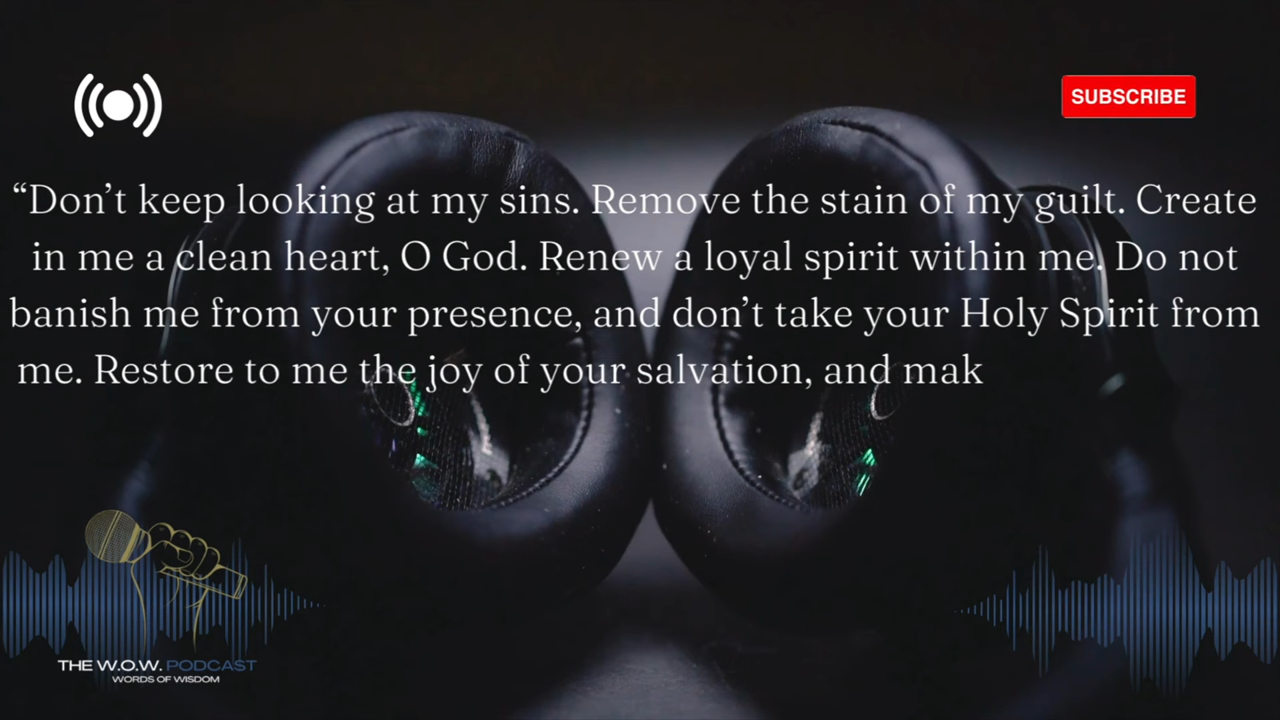 SUBSCRIBE
“Don’t keep looking at my sins. Remove the stain of my guilt. Create
in me a clean heart, O God. Renew a loyal spirit within me. Do not
banish me from your presence, and don’t take your Holy Spirit from
me. Restore to me the joy of your salvation, and mak
THE W.O.W. PODCAST
WORDS OF WISDOM